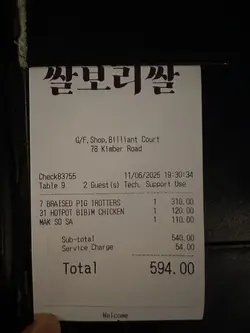 쌀보리쌀
G/F,Shop,Billiant Court
78 Kimber Road
Check83755 11/06/2025 19:30:34
Table 9 2 Guest(s) Tech. Support Use
7 BRAISED PIG TROTTERS 1 310.00
31 HOTPOT BIBIM CHICKEN 1 120.00
MAK SO SA 1 110.00
Sub-total 540.00
Service Charge 54.00
Total 594.00
Welcome